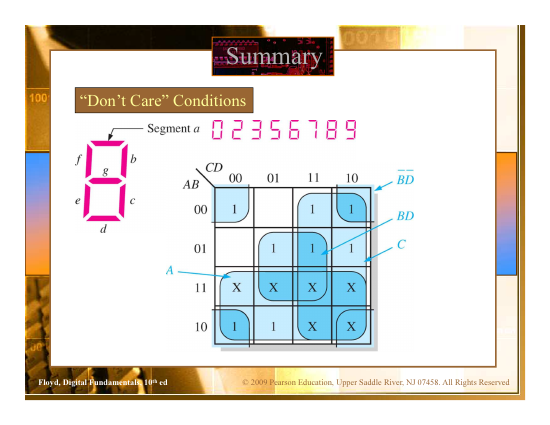 Summary
"Don't Care" Conditions
Segment a 0 2 3 5 6 7 8 9
f b
g
e c
d
CD
AB 00 01 11 10
B̅D̅
00 1 1 1
BD
01 1 1 1
C
A
11 X X X X
10 1 1 X X
Floyd, Digital Fundamentals, 10th ed
© 2009 Pearson Education, Upper Saddle River, NJ 07458. All Rights Reserved